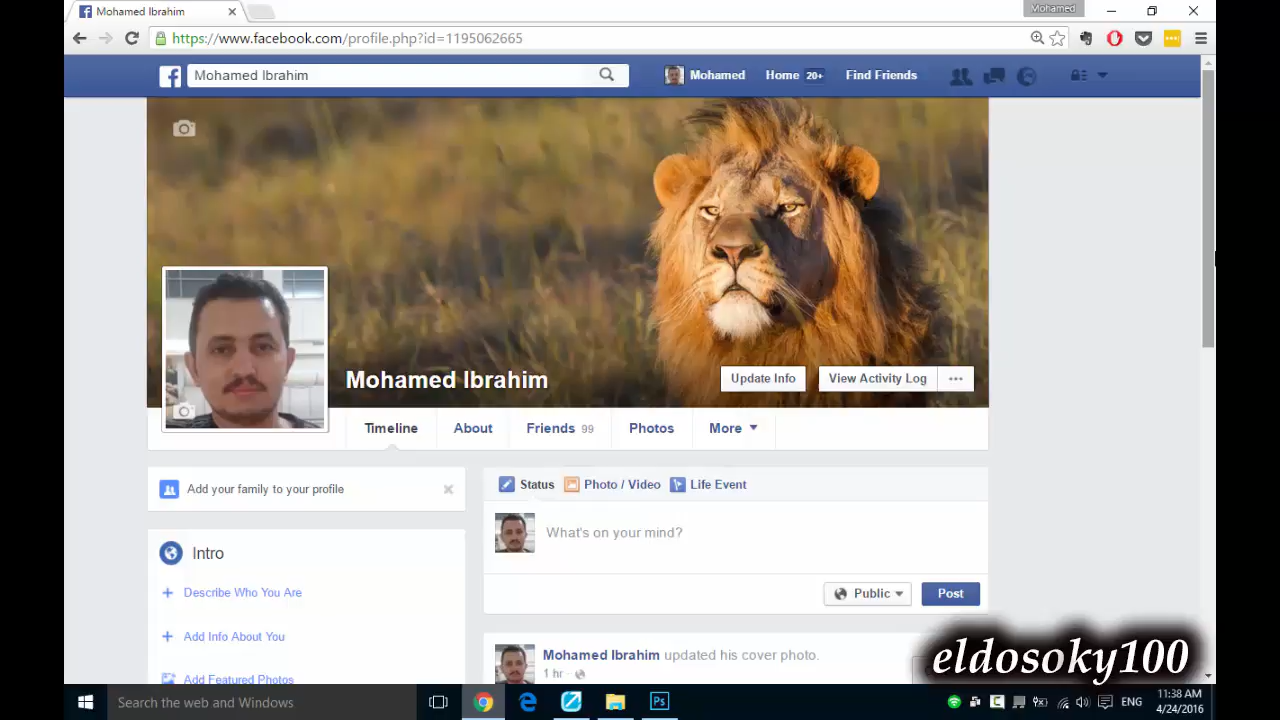 Mohamed Ibrahim
Mohamed
https://www.facebook.com/profile.php?id=1195062665
Mohamed Ibrahim
Mohamed
Home 20+
Find Friends
Mohamed Ibrahim
Update Info
View Activity Log
Timeline
About
Friends 99
Photos
More
Add your family to your profile
Status
Photo / Video
Life Event
What's on your mind?
Intro
Describe Who You Are
Public
Post
Add Info About You
Mohamed Ibrahim updated his cover photo.
1 hr
Add Featured Photos
eldosoky100
Search the web and Windows
Ps
ENG
11:38 AM
4/24/2016